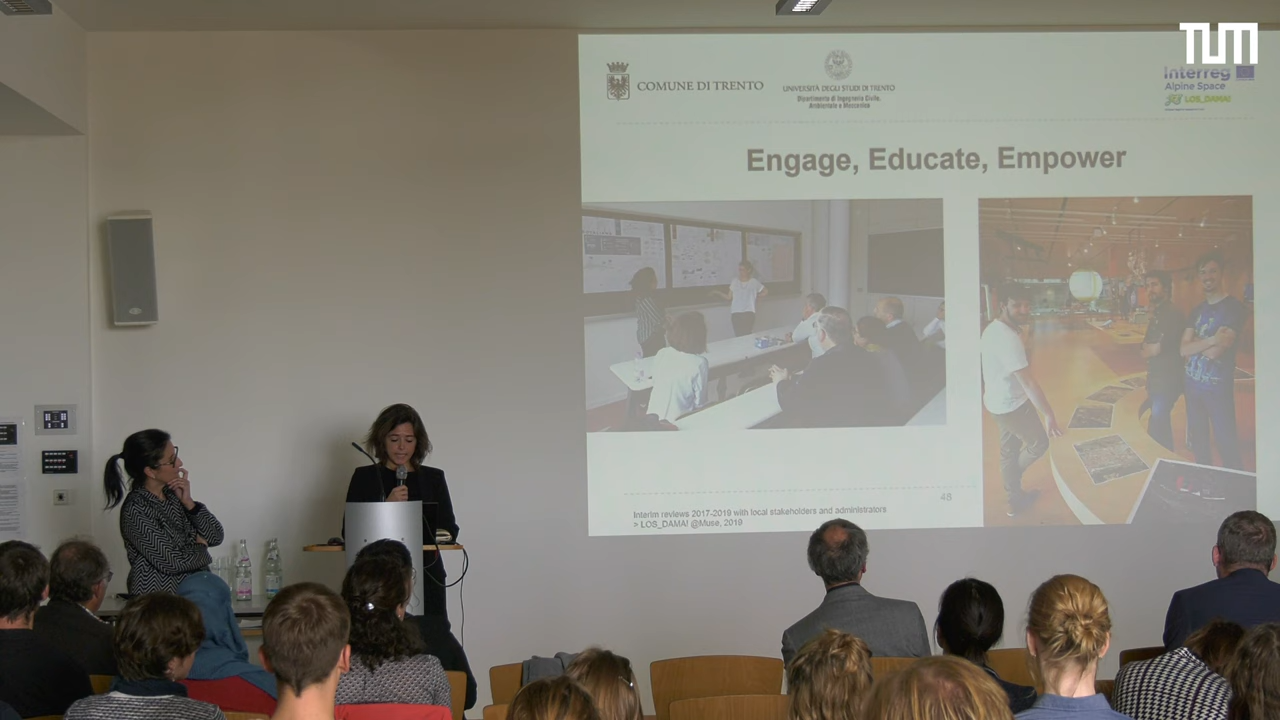 TUM
COMUNE DI TRENTO
UNIVERSITÀ DEGLI STUDI DI TRENTO
Dipartimento di Ingegneria Civile,
Ambientale e Meccanica
Interreg
Alpine Space
LOS_DAMA!
Engage, Educate, Empower
48
Interim reviews 2017-2019 with local stakeholders and administrators
> LOS_DAMA! @Muse, 2019